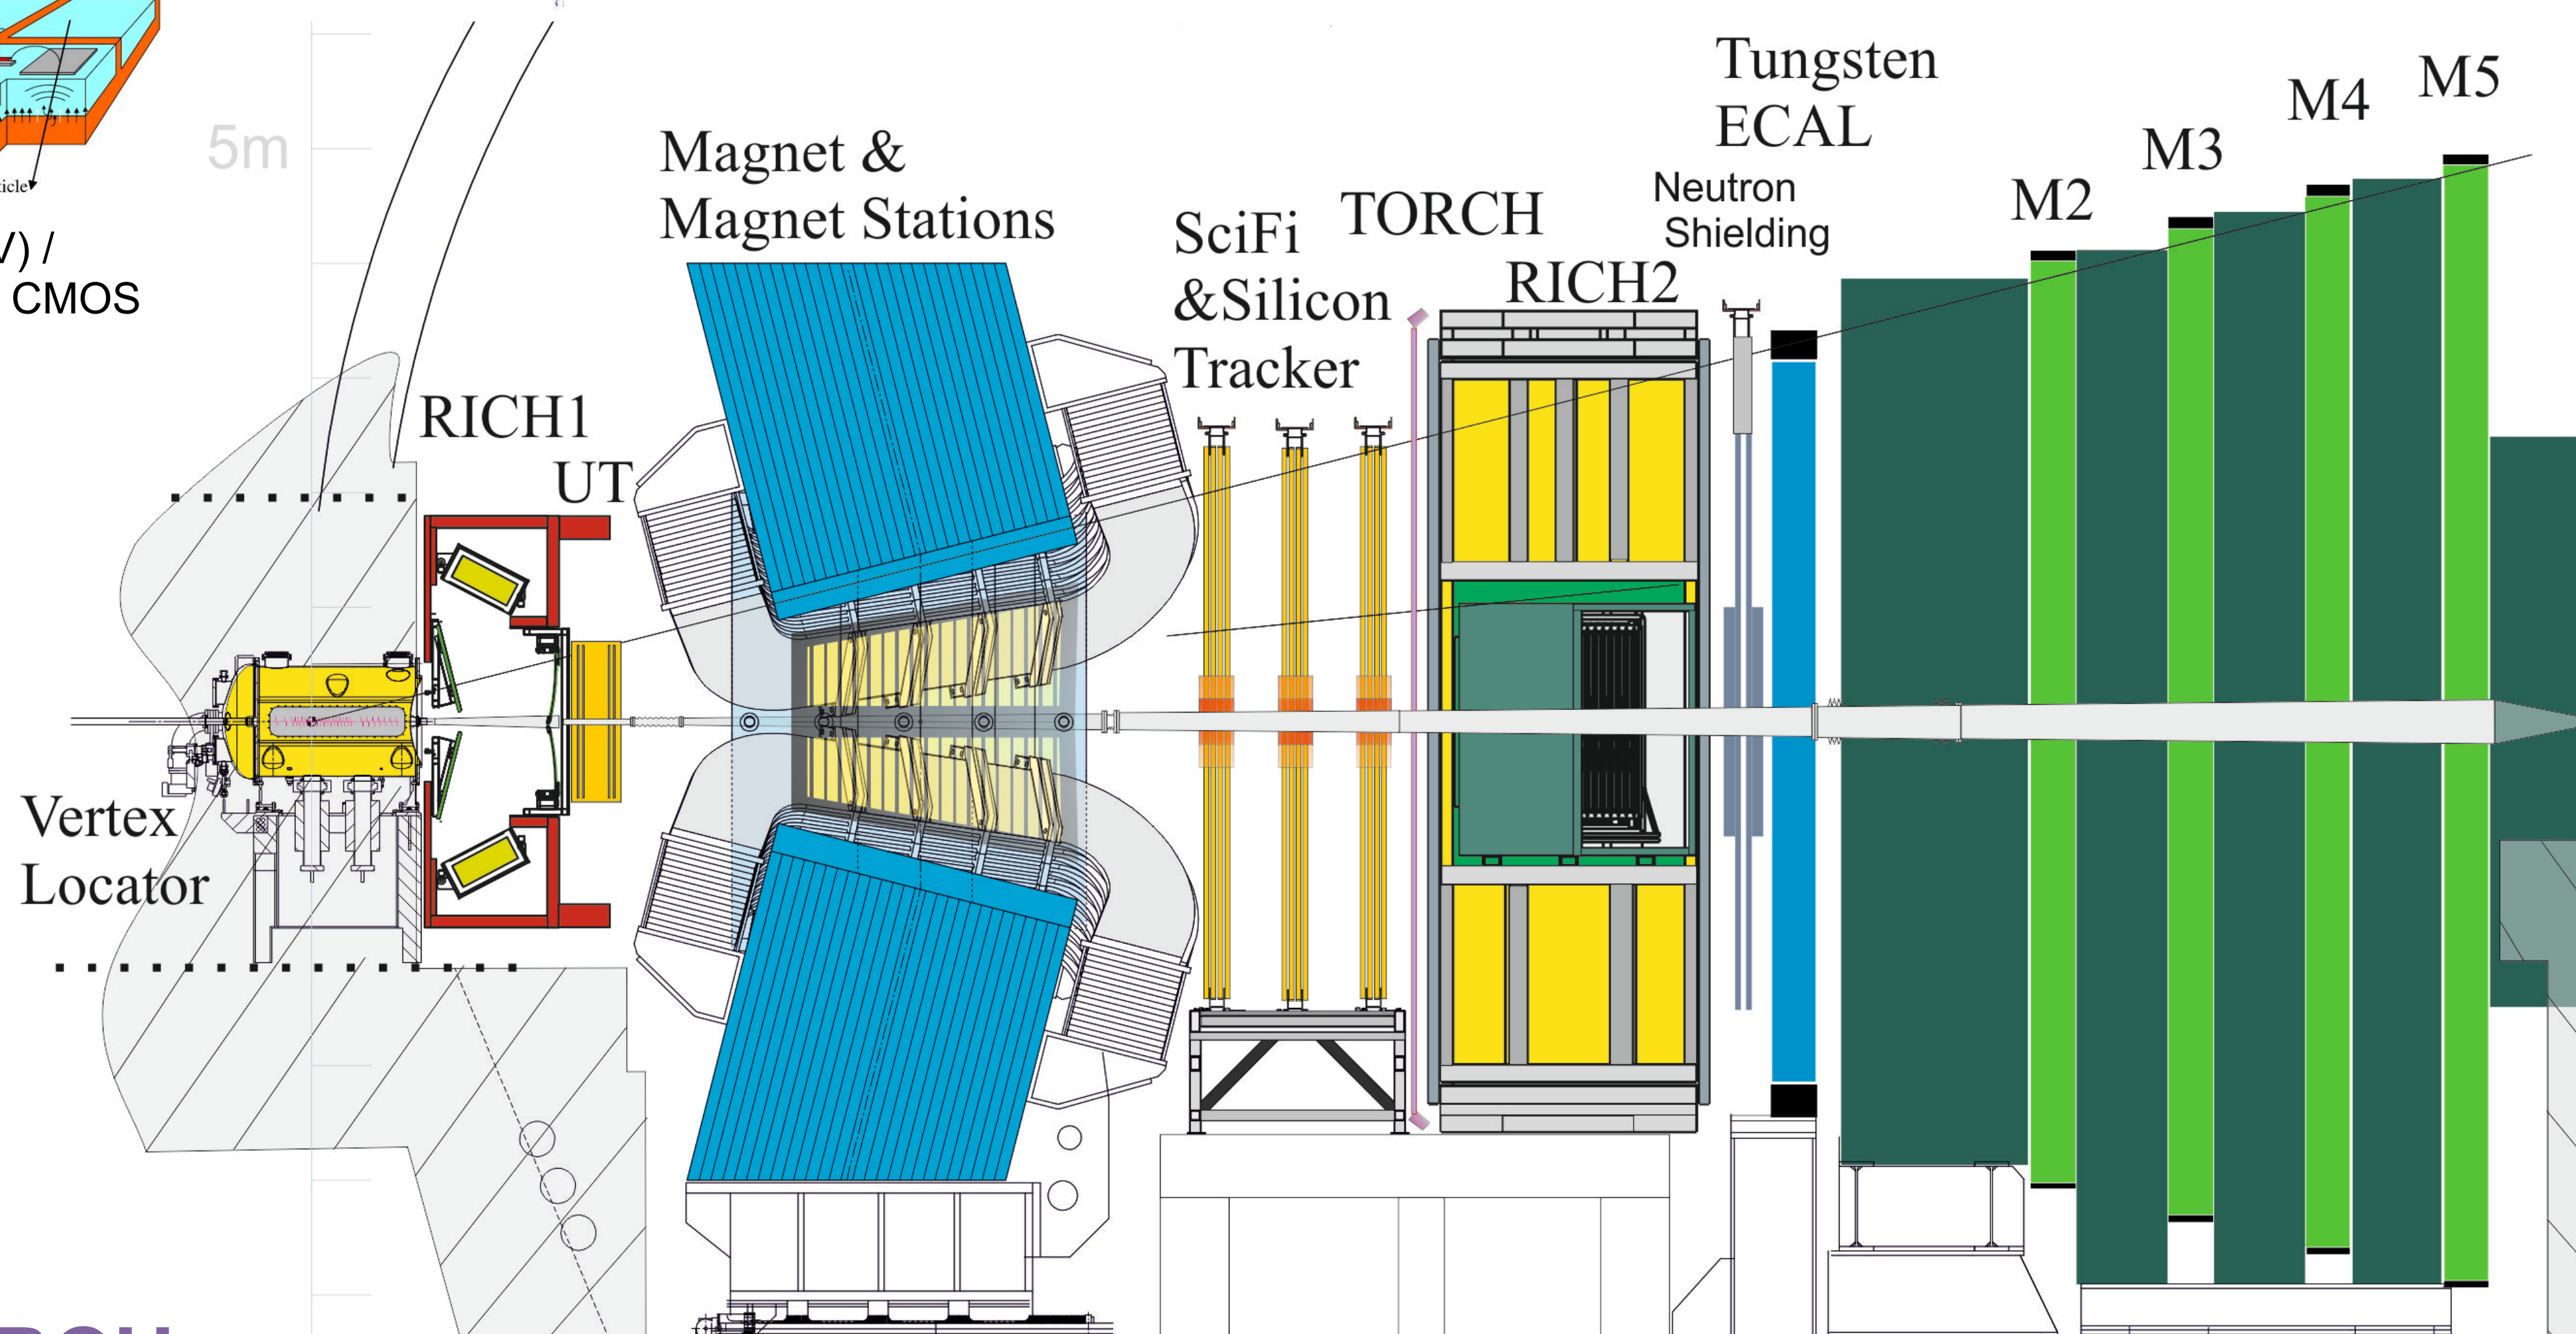 5m
V) /
CMOS
Magnet &
Magnet Stations
RICH1
UT
Vertex
Locator
SciFi
&Silicon
Tracker
TORCH
RICH2
Tungsten
ECAL
Neutron
Shielding
M2
M3
M4
M5